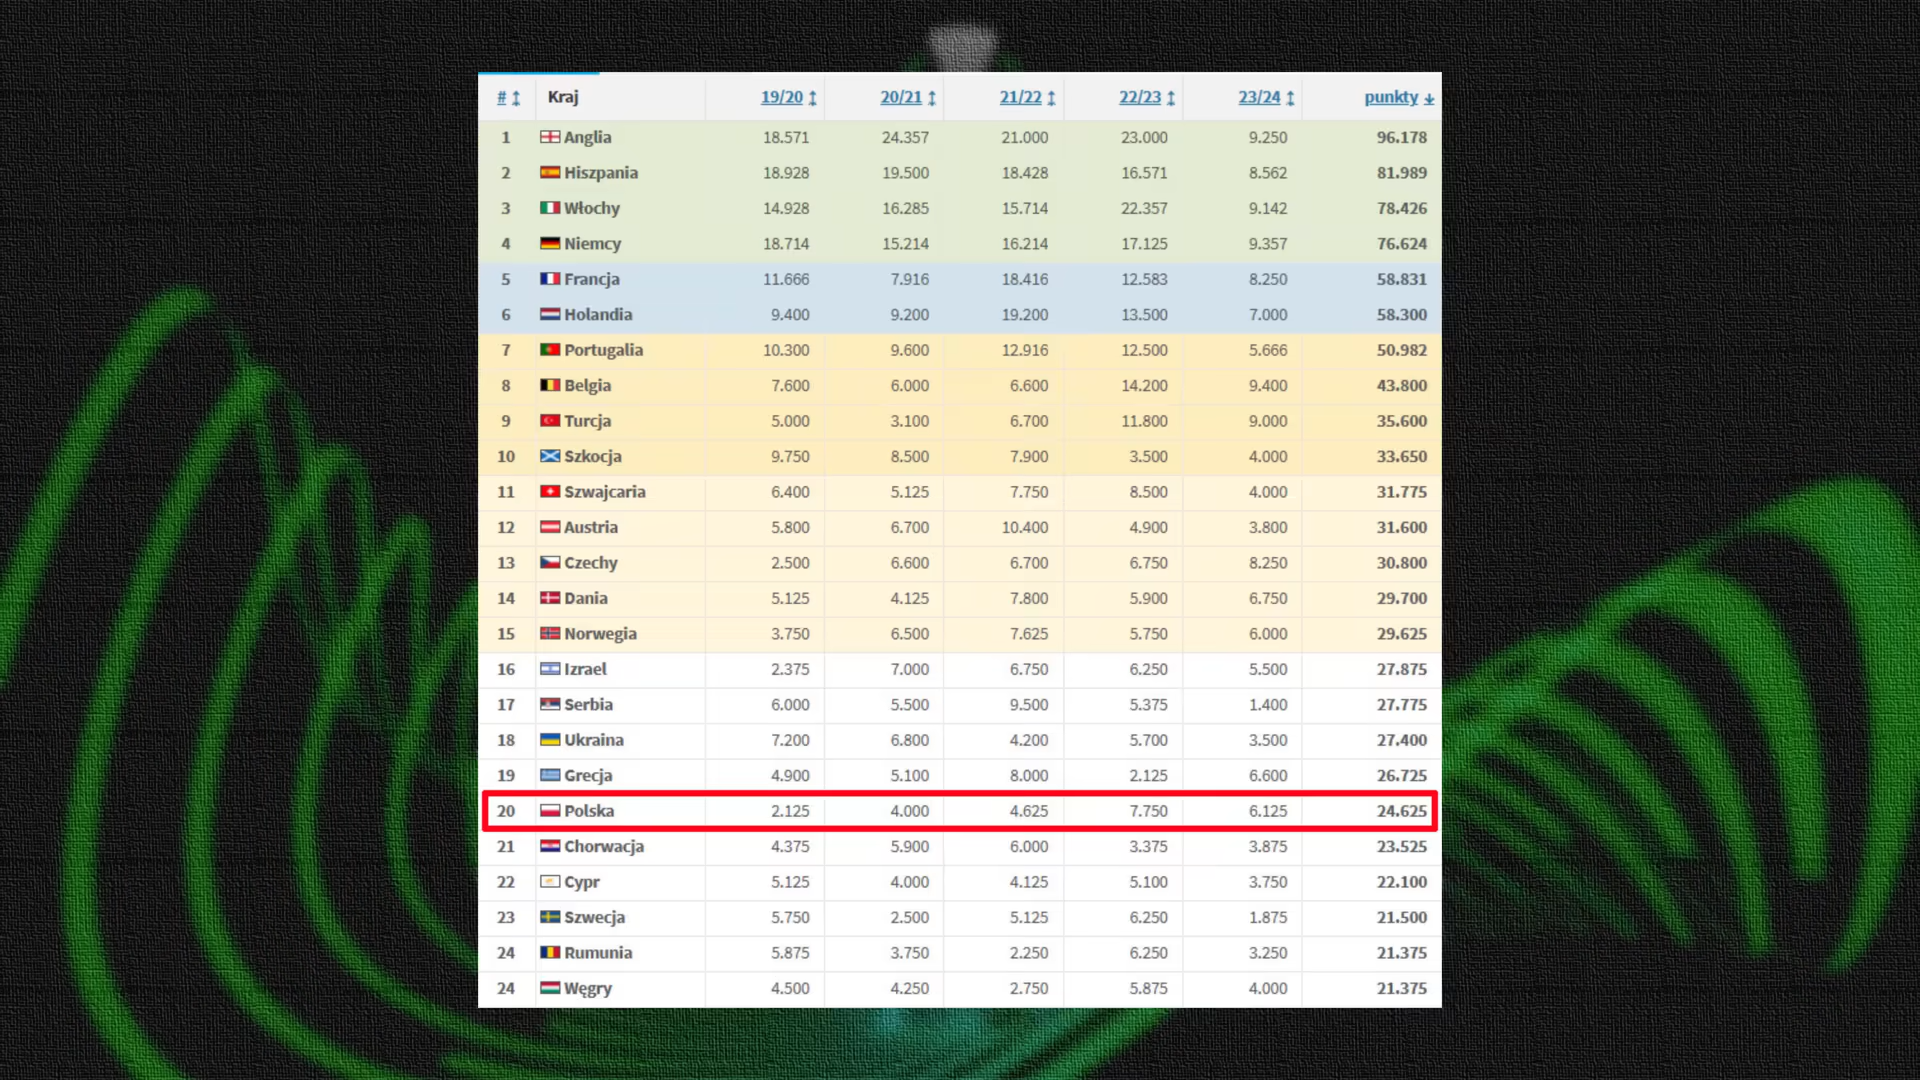 # Kraj 19/20 20/21 21/22 22/23 23/24 punkty
1 Anglia 18.571 24.357 21.000 23.000 9.250 96.178
2 Hiszpania 18.928 19.500 18.428 16.571 8.562 81.989
3 Włochy 14.928 16.285 15.714 22.357 9.142 78.426
4 Niemcy 18.714 15.214 16.214 17.125 9.357 76.624
5 Francja 11.666 7.916 18.416 12.583 8.250 58.831
6 Holandia 9.400 9.200 19.200 13.500 7.000 58.300
7 Portugalia 10.300 9.600 12.916 12.500 5.666 50.982
8 Belgia 7.600 6.000 6.600 14.200 9.400 43.800
9 Turcja 5.000 3.100 6.700 11.800 9.000 35.600
10 Szkocja 9.750 8.500 7.900 3.500 4.000 33.650
11 Szwajcaria 6.400 5.125 7.750 8.500 4.000 31.775
12 Austria 5.800 6.700 10.400 4.900 3.800 31.600
13 Czechy 2.500 6.600 6.700 6.750 8.250 30.800
14 Dania 5.125 4.125 7.800 5.900 6.750 29.700
15 Norwegia 3.750 6.500 7.625 5.750 6.000 29.625
16 Izrael 2.375 7.000 6.750 6.250 5.500 27.875
17 Serbia 6.000 5.500 9.500 5.375 1.400 27.775
18 Ukraina 7.200 6.800 4.200 5.700 3.500 27.400
19 Grecja 4.900 5.100 8.000 2.125 6.600 26.725
20 Polska 2.125 4.000 4.625 7.750 6.125 24.625
21 Chorwacja 4.375 5.900 6.000 3.375 3.875 23.525
22 Cypr 5.125 4.000 4.125 5.100 3.750 22.100
23 Szwecja 5.750 2.500 5.125 6.250 1.875 21.500
24 Rumunia 5.875 3.750 2.250 6.250 3.250 21.375
24 Węgry 4.500 4.250 2.750 5.875 4.000 21.375